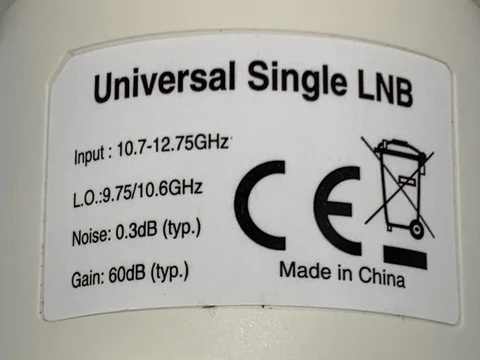 Universal Single LNB
Input : 10.7-12.75GHz
L.O.:9.75/10.6GHz
Noise: 0.3dB (typ.)
Gain: 60dB (typ.)
CE
Made in China